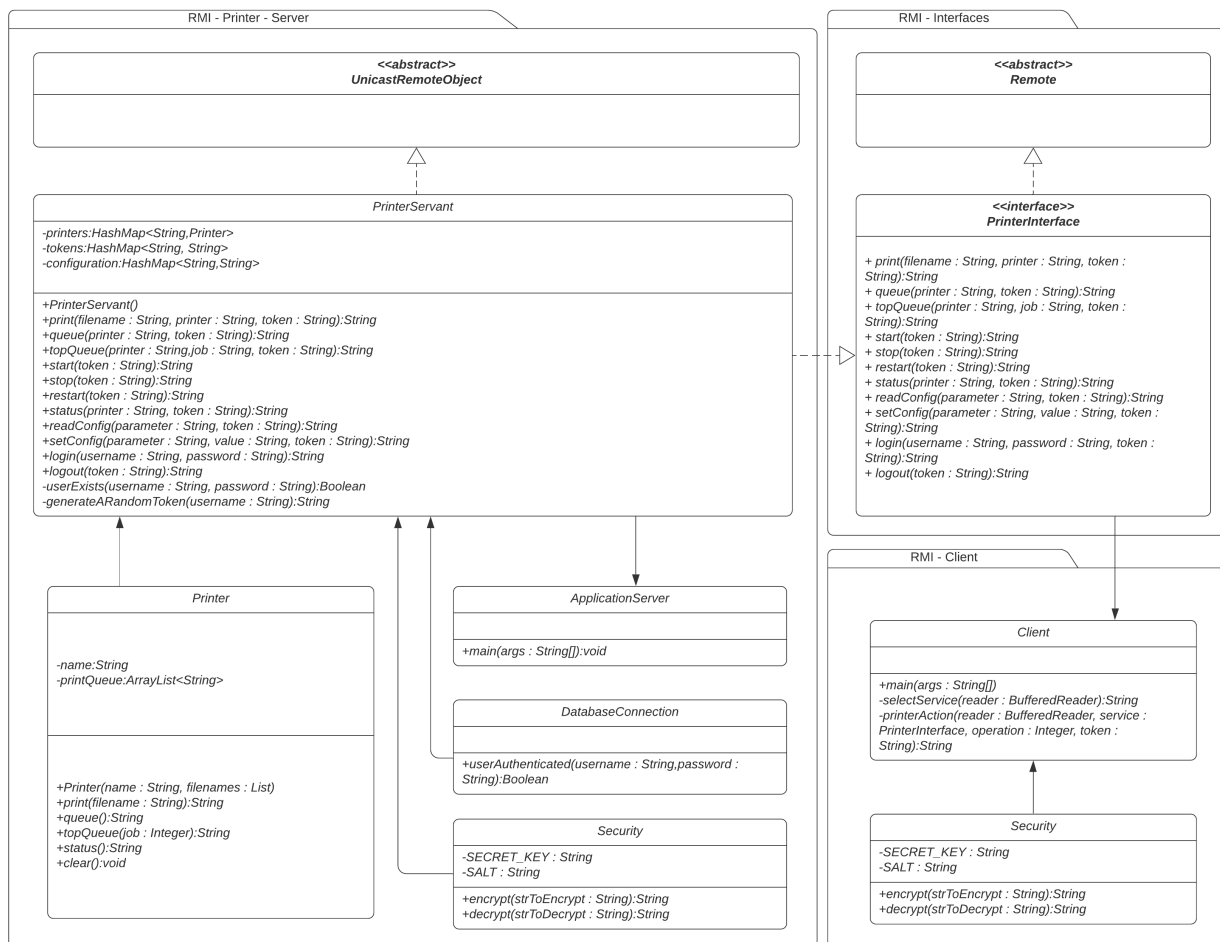 RMI - Printer - Server
<<abstract>>
UnicastRemoteObject
PrinterServant
-printers:HashMap<String,Printer>
-tokens:HashMap<String, String>
-configuration:HashMap<String,String>
+PrinterServant()
+print(filename : String, printer : String, token : String):String
+queue(printer : String, token : String):String
+topQueue(printer : String,job : String, token : String):String
+start(token : String):String
+stop(token : String):String
+restart(token : String):String
+status(printer : String, token : String):String
+readConfig(parameter : String, token : String):String
+setConfig(parameter : String, value : String, token : String):String
+login(username : String, password : String):String
+logout(token : String):String
-userExists(username : String, password : String):Boolean
-generateARandomToken(username : String):String
Printer
-name:String
-printQueue:ArrayList<String>
+Printer(name : String, filenames : List)
+print(filename : String):String
+queue():String
+topQueue(job : Integer):String
+status():String
+clear():void
ApplicationServer
+main(args : String[]):void
DatabaseConnection
+userAuthenticated(username : String,password :
String):Boolean
Security
-SECRET_KEY : String
-SALT : String
+encrypt(strToEncrypt : String):String
+decrypt(strToDecrypt : String):String
RMI - Interfaces
<<abstract>>
Remote
<<interface>>
PrinterInterface
+ print(filename : String, printer : String, token :
String):String
+ queue(printer : String, token : String):String
+ topQueue(printer : String, job : String, token :
String):String
+ start(token : String):String
+ stop(token : String):String
+ restart(token : String):String
+ status(printer : String, token : String):String
+ readConfig(parameter : String, token : String):String
+ setConfig(parameter : String, value : String, token :
String):String
+ login(username : String, password : String, token :
String):String
+ logout(token : String):String
RMI - Client
Client
+main(args : String[])
-selectService(reader : BufferedReader):String
-printerAction(reader : BufferedReader, service :
PrinterInterface, operation : Integer, token :
String):String
Security
-SECRET_KEY : String
-SALT : String
+encrypt(strToEncrypt : String):String
+decrypt(strToDecrypt : String):String